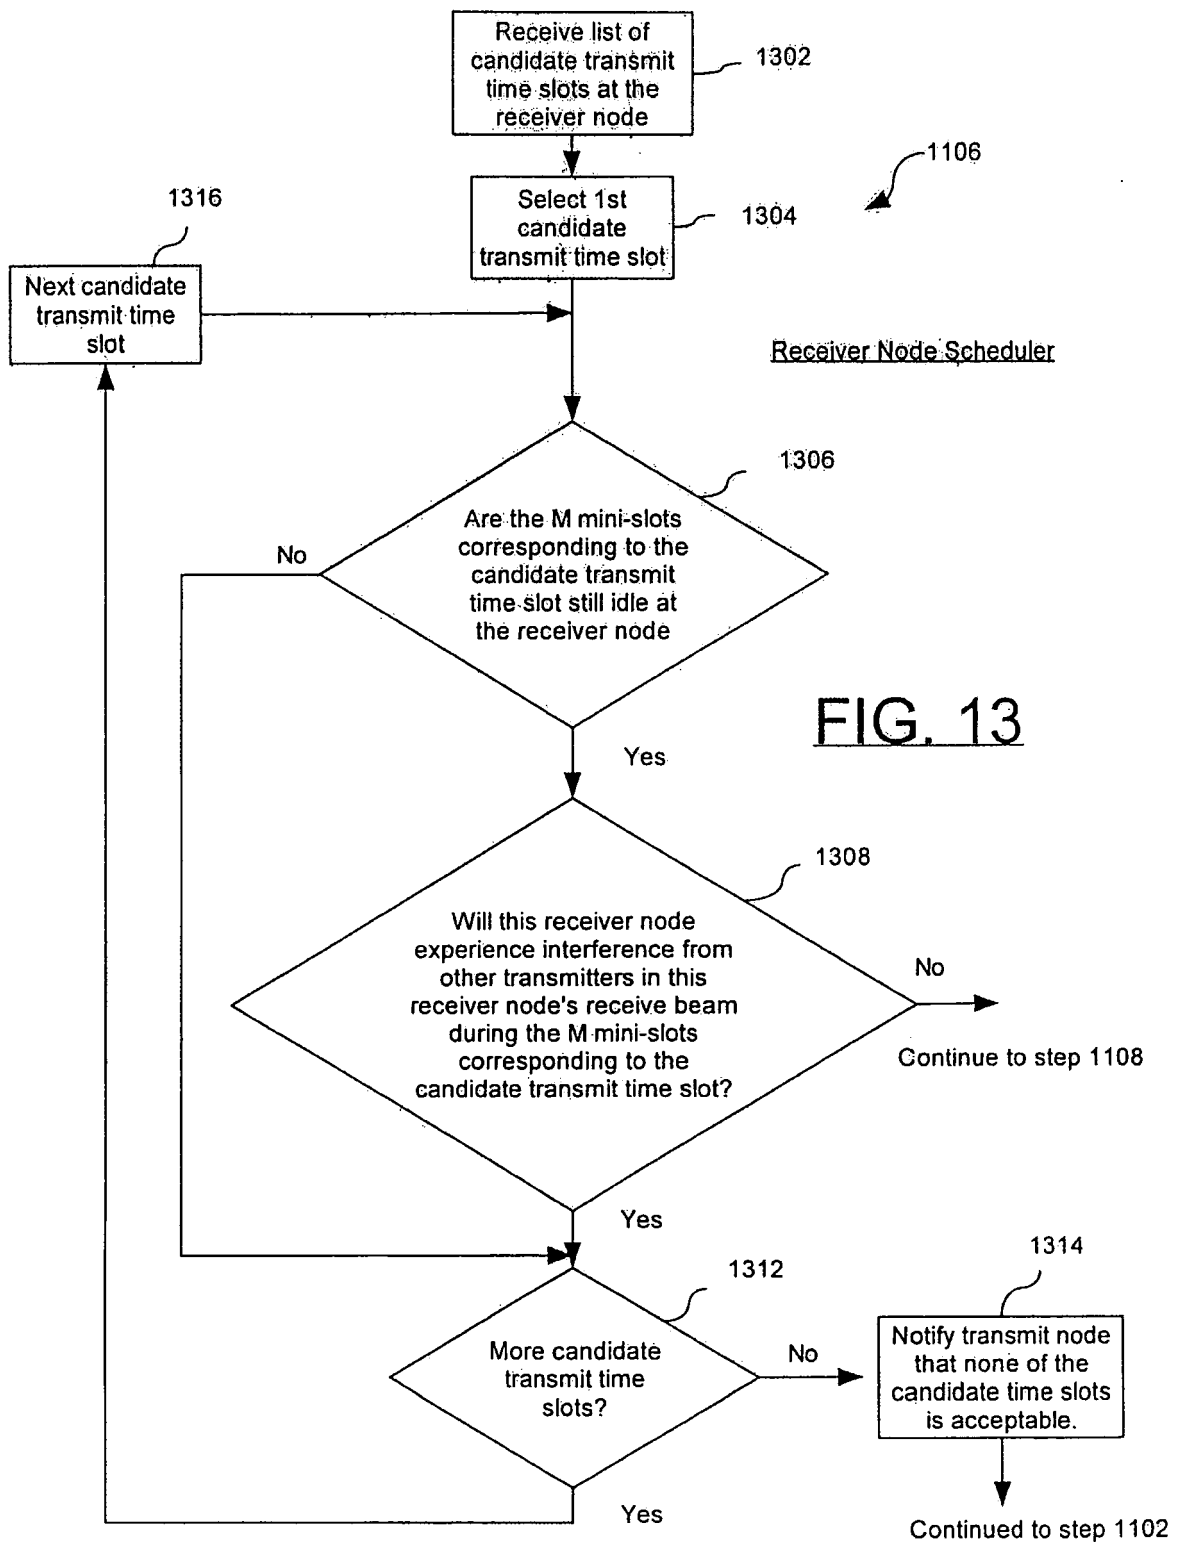 Receive list of
candidate transmit
time slots at the
receiver node
1302
1106
Select 1st
candidate
transmit time slot
1304
1316
Next candidate
transmit time
slot
Receiver Node Scheduler
1306
Are the M mini-slots
corresponding to the
candidate transmit
time slot still idle at
the receiver node
No
FIG. 13
Yes
1308
Will this receiver node
experience interference from
other transmitters in this
receiver node's receive beam
during the M mini-slots
corresponding to the
candidate transmit time slot?
No
Continue to step 1108
Yes
1312
More candidate
transmit time
slots?
No
1314
Notify transmit node
that none of the
candidate time slots
is acceptable.
Yes
Continued to step 1102